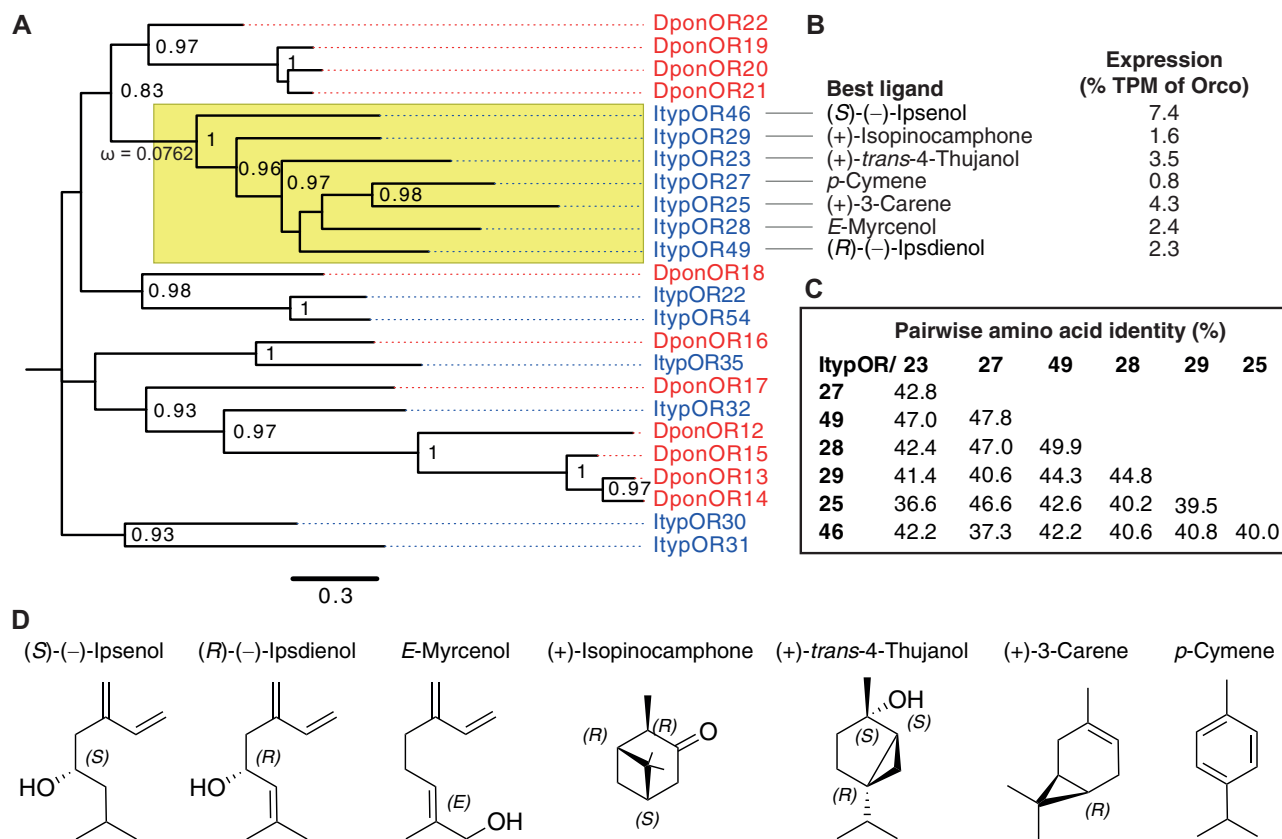 A
DponOR22
DponOR19
DponOR20
DponOR21
ItypOR46
ItypOR29
ItypOR23
ItypOR27
ItypOR25
ItypOR28
ItypOR49
DponOR18
ItypOR22
ItypOR54
DponOR16
ItypOR35
DponOR17
ItypOR32
DponOR12
DponOR15
DponOR13
DponOR14
ItypOR30
ItypOR31
0.97
1
0.83
1
ω = 0.0762
0.96
0.97
0.98
0.98
1
1
0.93
0.97
1
1
0.97
0.93
0.3
B
Expression
Best ligand (% TPM of Orco)
(S)-(−)-Ipsenol 7.4
(+)-Isopinocamphone 1.6
(+)-trans-4-Thujanol 3.5
p-Cymene 0.8
(+)-3-Carene 4.3
E-Myrcenol 2.4
(R)-(−)-Ipsdienol 2.3
C
Pairwise amino acid identity (%)
ItypOR/ 23 27 49 28 29 25
27 42.8
49 47.0 47.8
28 42.4 47.0 49.9
29 41.4 40.6 44.3 44.8
25 36.6 46.6 42.6 40.2 39.5
46 42.2 37.3 42.2 40.6 40.8 40.0
D
(S)-(−)-Ipsenol (R)-(−)-Ipsdienol E-Myrcenol (+)-Isopinocamphone (+)-trans-4-Thujanol (+)-3-Carene p-Cymene
(S)
HO
(R)
HO
(E)
OH
(R)
(R)
O
(S)
OH
(S)
(S)
(R)
(R)